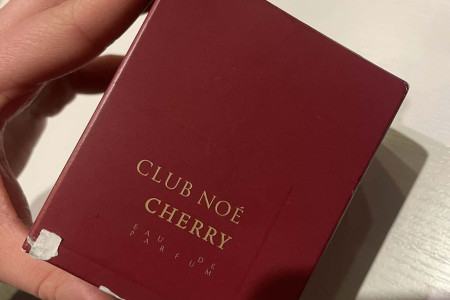 CLUB NOÉ
CHERRY
EAU DE
PARFUM